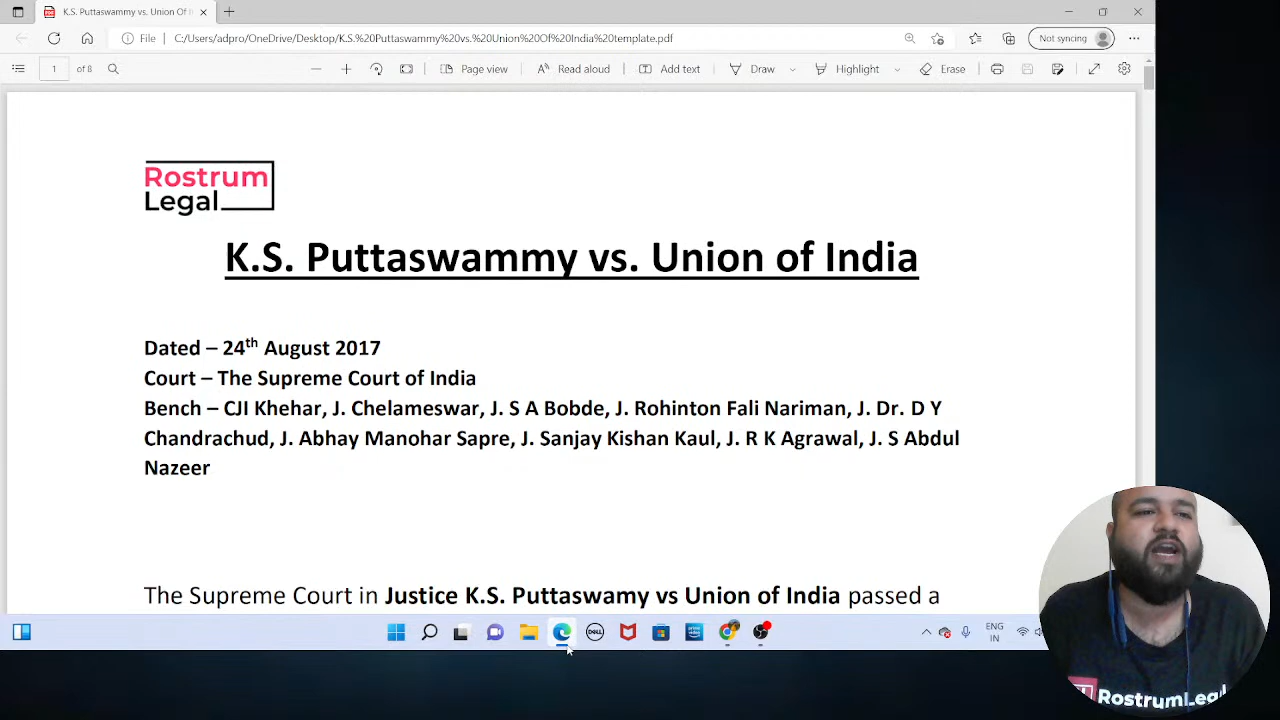 K.S. Puttaswammy vs. Union Of I
File
C:/Users/adpro/OneDrive/Desktop/K.S.%20Puttaswammy%20vs.%20Union%20Of%20India%20template.pdf
Not syncing
1 of 8
Page view
Read aloud
Add text
Draw
Highlight
Erase
Rostrum
Legal
K.S. Puttaswammy vs. Union of India
Dated – 24th August 2017
Court – The Supreme Court of India
Bench – CJI Khehar, J. Chelameswar, J. S A Bobde, J. Rohinton Fali Nariman, J. Dr. D Y
Chandrachud, J. Abhay Manohar Sapre, J. Sanjay Kishan Kaul, J. R K Agrawal, J. S Abdul
Nazeer
The Supreme Court in Justice K.S. Puttaswamy vs Union of India passed a
DELL
prime video
ENG
IN
RostrumLega